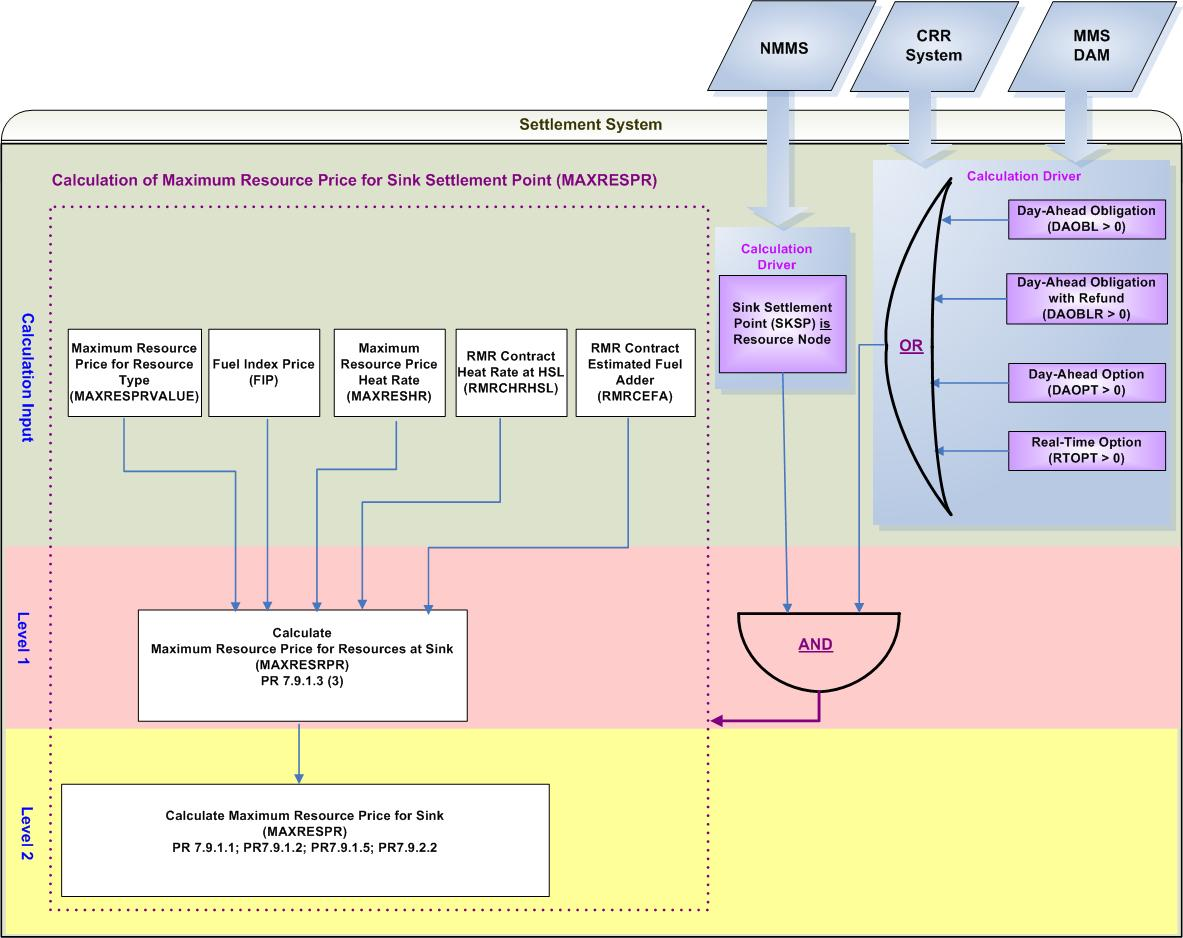 NMMS
CRR
System
MMS
DAM
Settlement System
Calculation of Maximum Resource Price for Sink Settlement Point (MAXRESPR)
Calculation Input
Maximum Resource
Price for Resource
Type
(MAXRESPRVALUE)
Fuel Index Price
(FIP)
Maximum
Resource Price
Heat Rate
(MAXRESHR)
RMR Contract
Heat Rate at HSL
(RMRCHRHSL)
RMR Contract
Estimated Fuel
Adder
(RMRCEFA)
Calculation
Driver
Sink Settlement
Point (SKSP) is
Resource Node
Calculation Driver
OR
Day-Ahead Obligation
(DAOBL > 0)
Day-Ahead Obligation
with Refund
(DAOBLR > 0)
Day-Ahead Option
(DAOPT > 0)
Real-Time Option
(RTOPT > 0)
Level 1
Calculate
Maximum Resource Price for Resources at Sink
(MAXRESRPR)
PR 7.9.1.3 (3)
AND
Level 2
Calculate Maximum Resource Price for Sink
(MAXRESPR)
PR 7.9.1.1; PR7.9.1.2; PR7.9.1.5; PR7.9.2.2